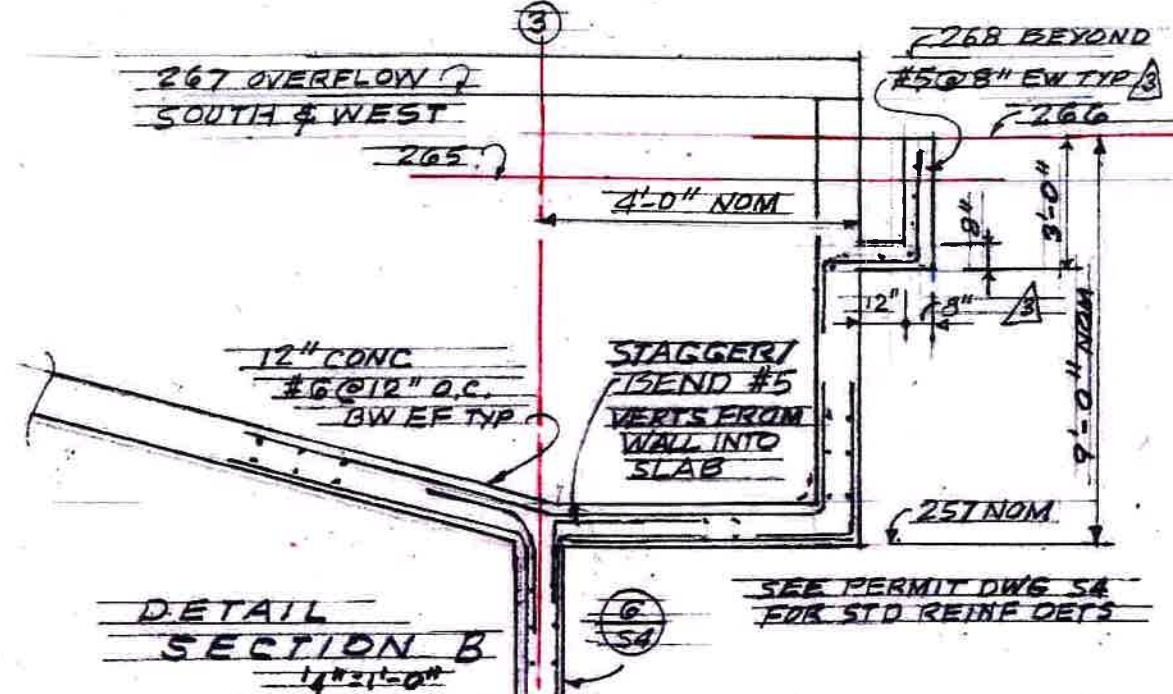 3
268 BEYOND
267 OVERFLOW
SOUTH & WEST
#5@8" EW TYP 3
266
265
4'-0" NOM
8"
3'-0"
12"
8"
3
9'-0" NOM
12" CONC
#6@12" O.C.
BW EF TYP
STAGGER/
BEND #5
VERTS FROM
WALL INTO
SLAB
257 NOM
SEE PERMIT DWG S4
FOR STD REINF DETS
DETAIL
SECTION B
1/4"=1'-0"
6
S4